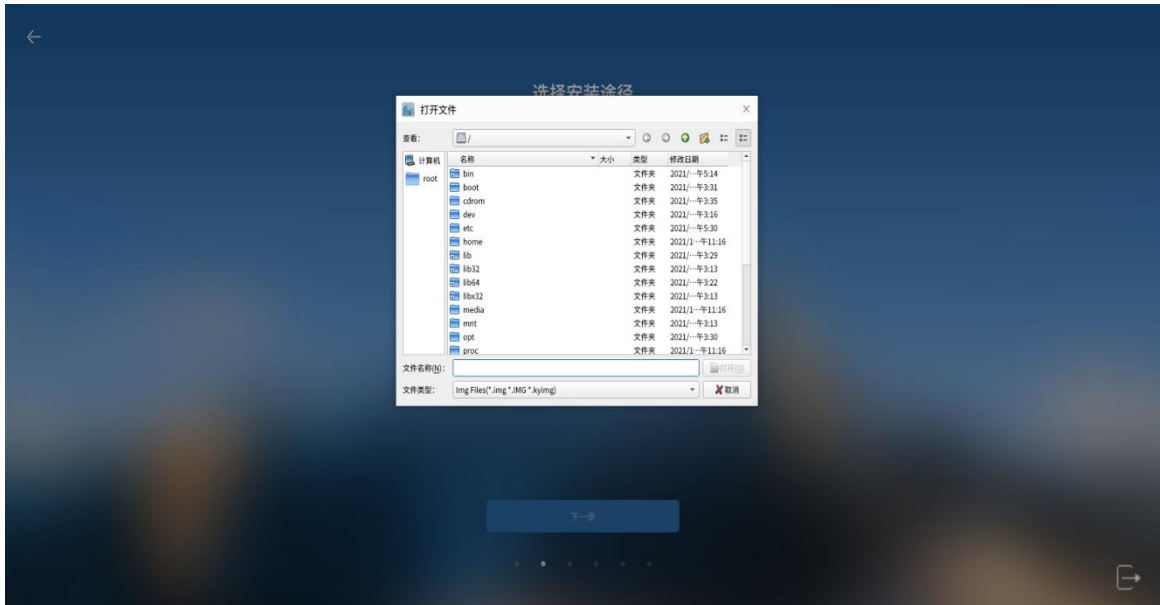 选择安装途径
打开文件
查看: /
计算机
root
名称 大小 类型 修改日期
bin 文件夹 2021/…午5:14
boot 文件夹 2021/…午3:31
cdrom 文件夹 2021/…午3:35
dev 文件夹 2021/…午3:16
etc 文件夹 2021/…午5:30
home 文件夹 2021/1…午11:16
lib 文件夹 2021/…午3:29
lib32 文件夹 2021/…午3:13
lib64 文件夹 2021/…午3:22
libx32 文件夹 2021/…午3:13
media 文件夹 2021/1…午11:16
mnt 文件夹 2021/…午3:13
opt 文件夹 2021/…午3:30
proc 文件夹 2021/1…午11:16
文件名称(N): 打开(O)
文件类型: Img Files(*.img *.IMG *.kyimg) 取消
下一步